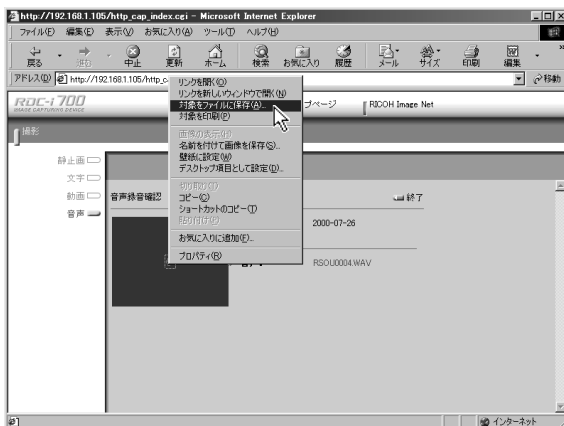 http://192.168.1.105/http_cap_index.cgi - Microsoft Internet Explorer
ファイル(F) 編集(E) 表示(V) お気に入り(A) ツール(T) ヘルプ(H)
戻る 進む 中止 更新 ホーム 検索 お気に入り 履歴 メール サイズ 印刷 編集
アドレス(D) http://192.168.1.105/http_c 移動
RDC-i 700
IMAGE CAPTURING DEVICE
プページ RICOH Image Net
撮影
リンクを開く(O)
リンクを新しいウィンドウで開く(N)
対象をファイルに保存(A)...
対象を印刷(P)
画像の表示(H)
名前を付けて画像を保存(S)...
壁紙に設定(W)
デスクトップ項目として設定(D)...
切り取り(T)
コピー(C)
ショートカットのコピー(T)
貼り付け(P)
お気に入りに追加(F)...
プロパティ(R)
静止画
文字
動画
音声
音声録音確認 終了
2000-07-26
RSOU0004.WAV
インターネット